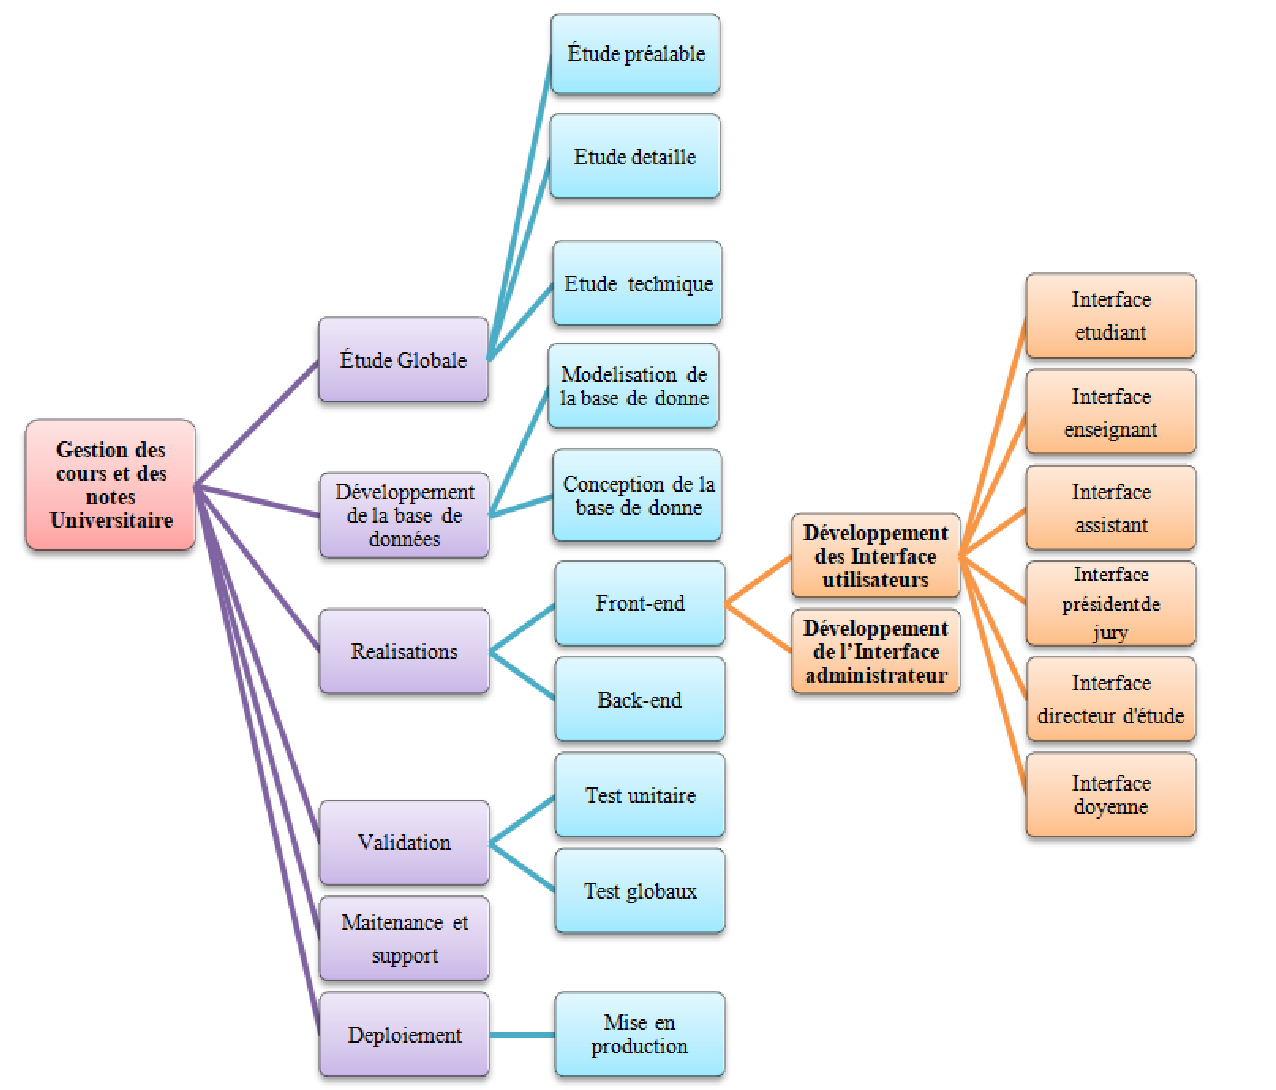 Gestion des
cours et des
notes
Universitaire
Étude Globale
Développement
de la base de
données
Realisations
Validation
Maitenance et
support
Deploiement
Étude préalable
Etude detaille
Etude technique
Modelisation de
la base de donne
Conception de la
base de donne
Front-end
Back-end
Test unitaire
Test globaux
Mise en
production
Développement
des Interface
utilisateurs
Développement
de l’Interface
administrateur
Interface
etudiant
Interface
enseignant
Interface
assistant
Interface
président de
jury
Interface
directeur d'étude
Interface
doyenne